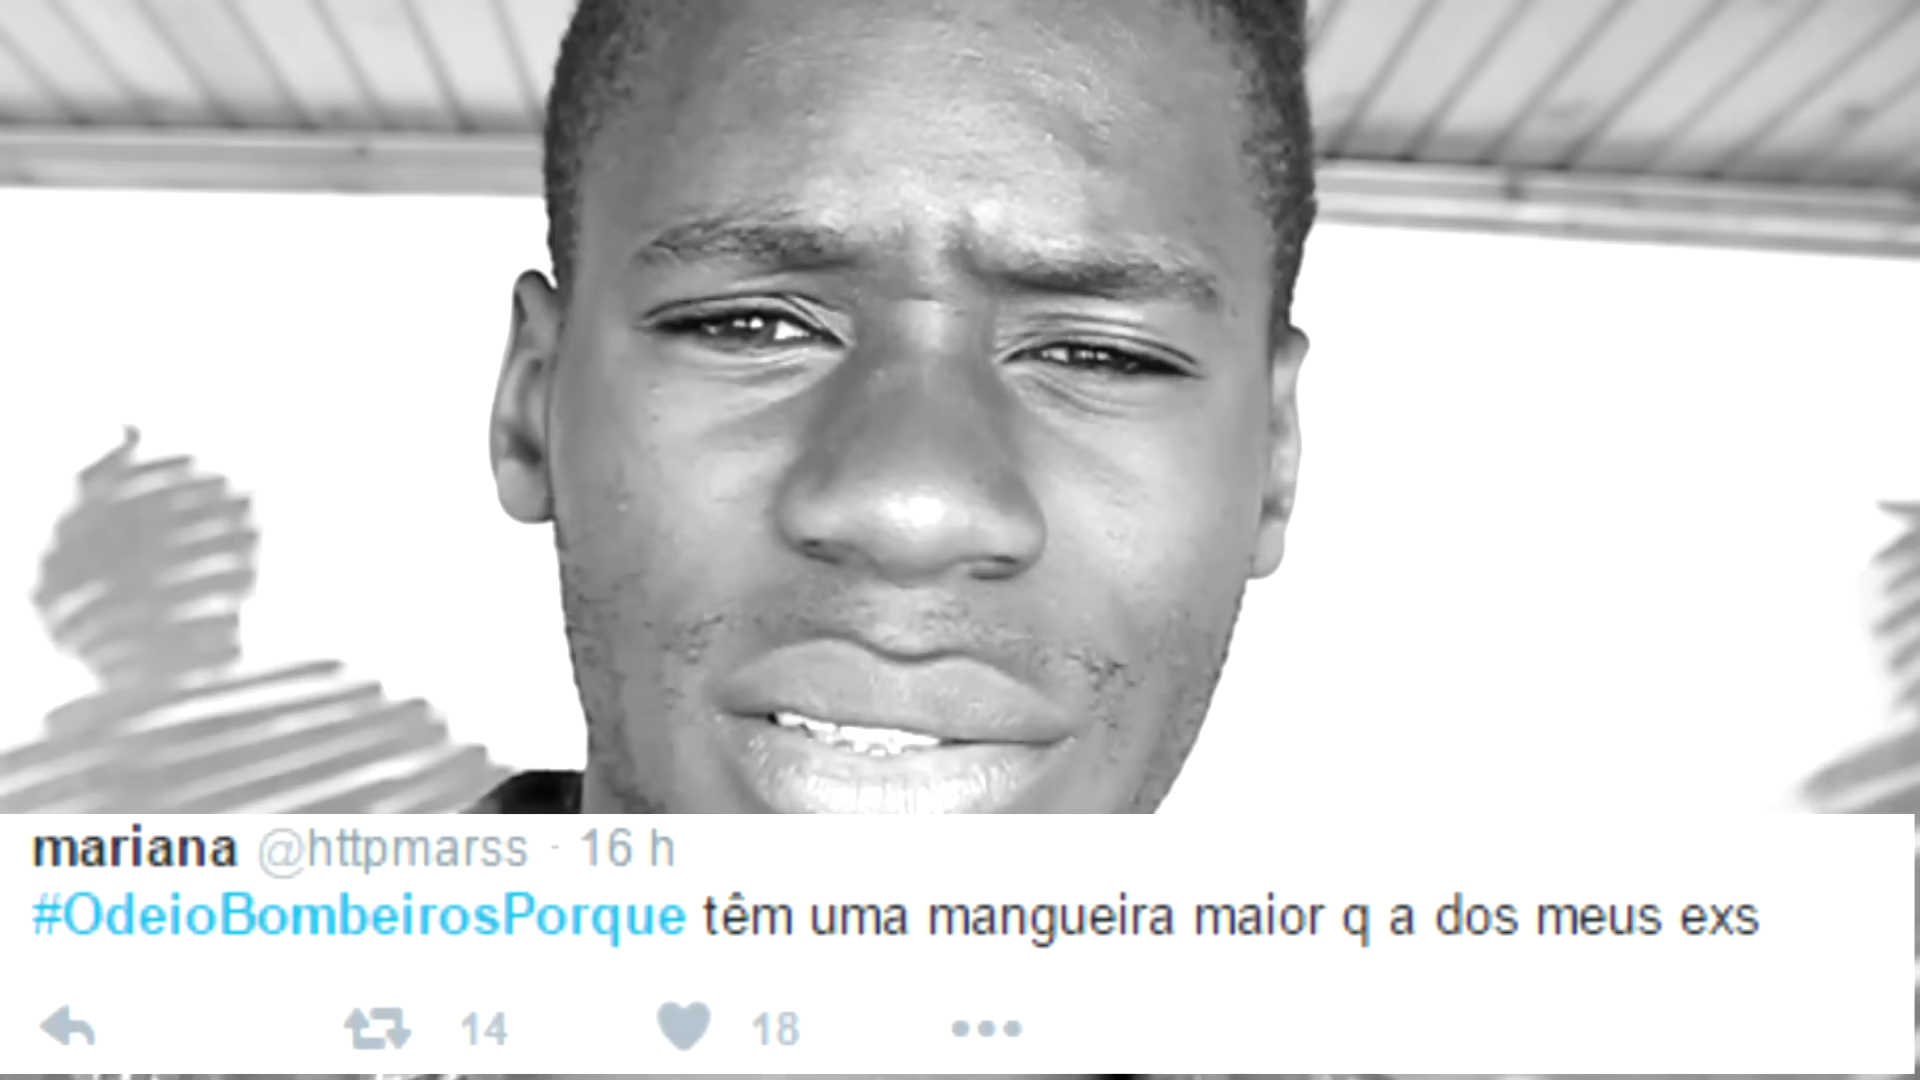 mariana @httpmarss · 16 h
#OdeioBombeirosPorque têm uma mangueira maior q a dos meus exs
14 18